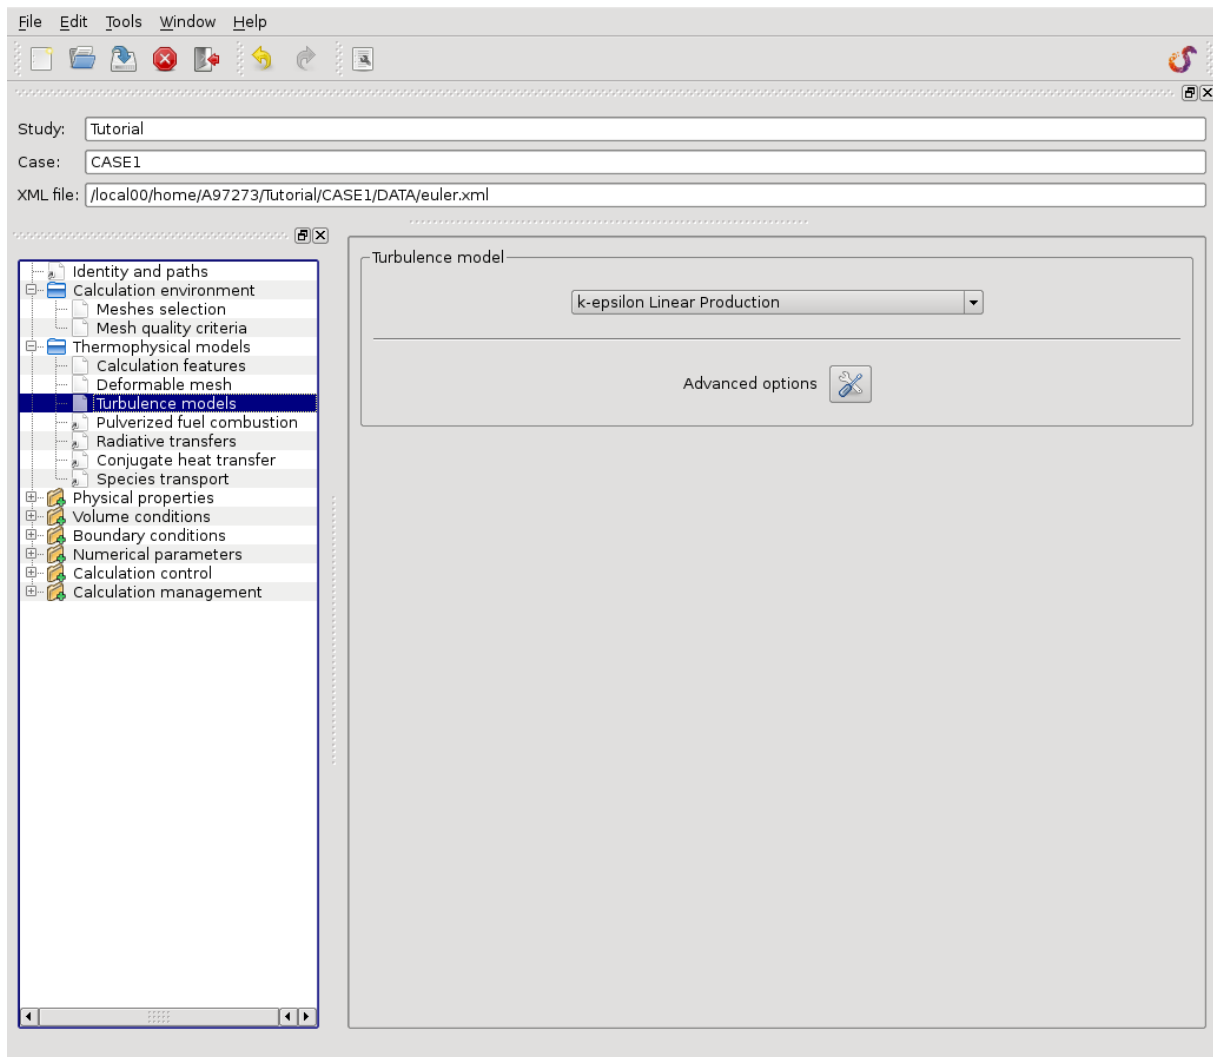 File Edit Tools Window Help
Study: Tutorial
Case: CASE1
XML file: /local00/home/A97273/Tutorial/CASE1/DATA/euler.xml
Identity and paths
Calculation environment
Meshes selection
Mesh quality criteria
Thermophysical models
Calculation features
Deformable mesh
Turbulence models
Pulverized fuel combustion
Radiative transfers
Conjugate heat transfer
Species transport
Physical properties
Volume conditions
Boundary conditions
Numerical parameters
Calculation control
Calculation management
Turbulence model
k-epsilon Linear Production
Advanced options